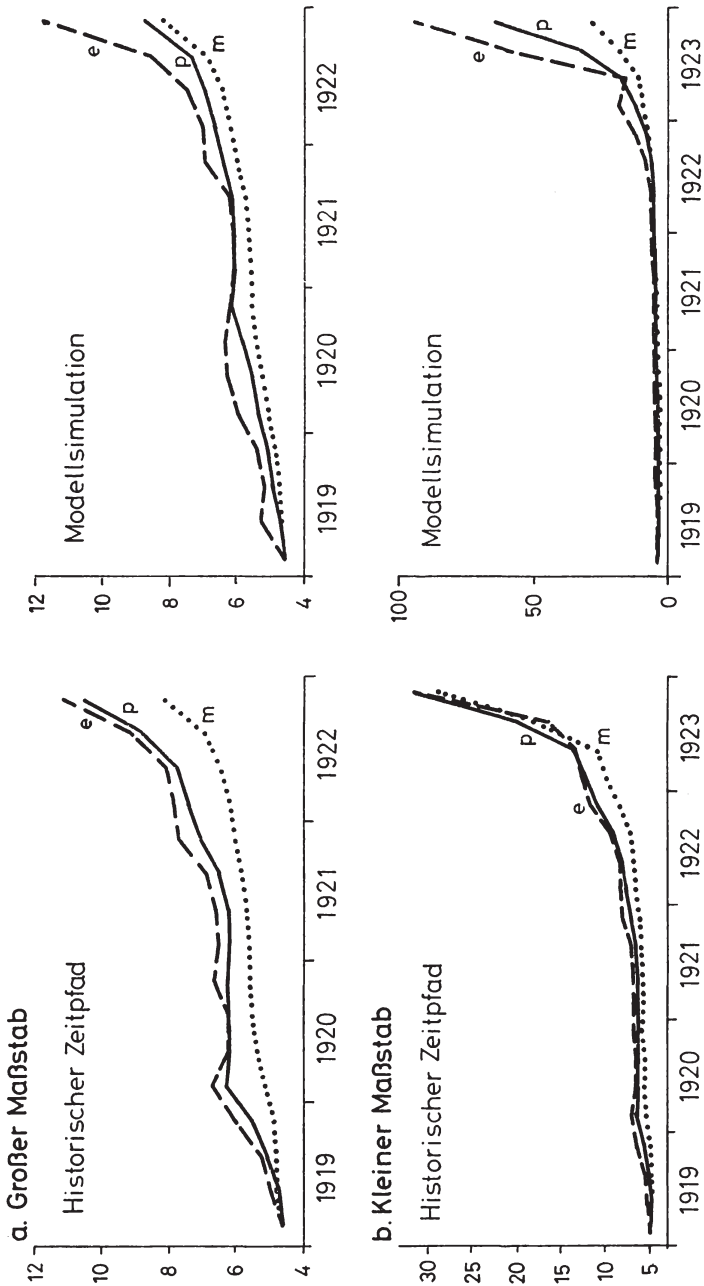 a. Großer Maßstab
Historischer Zeitpfad
12
10
8
6
4
e
p
m
1919
1920
1921
1922
Modellsimulation
12
10
8
6
4
e
p
m
1919
1920
1921
1922
b. Kleiner Maßstab
Historischer Zeitpfad
30
25
20
15
10
5
e
p
m
1919
1920
1921
1922
1923
Modellsimulation
100
50
0
e
p
m
1919
1920
1921
1922
1923